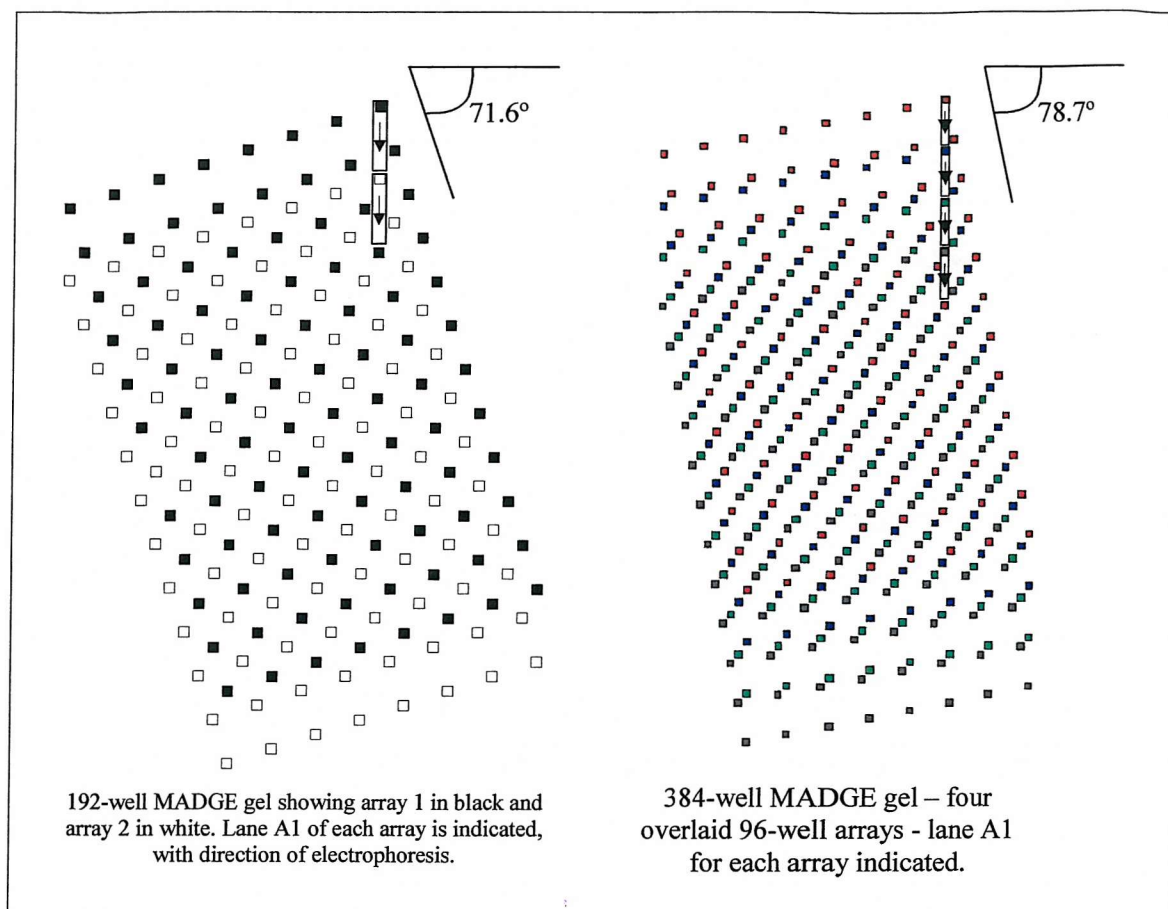 71.6°
78.7°
192-well MADGE gel showing array 1 in black and
array 2 in white. Lane A1 of each array is indicated,
with direction of electrophoresis.
384-well MADGE gel – four
overlaid 96-well arrays - lane A1
for each array indicated.